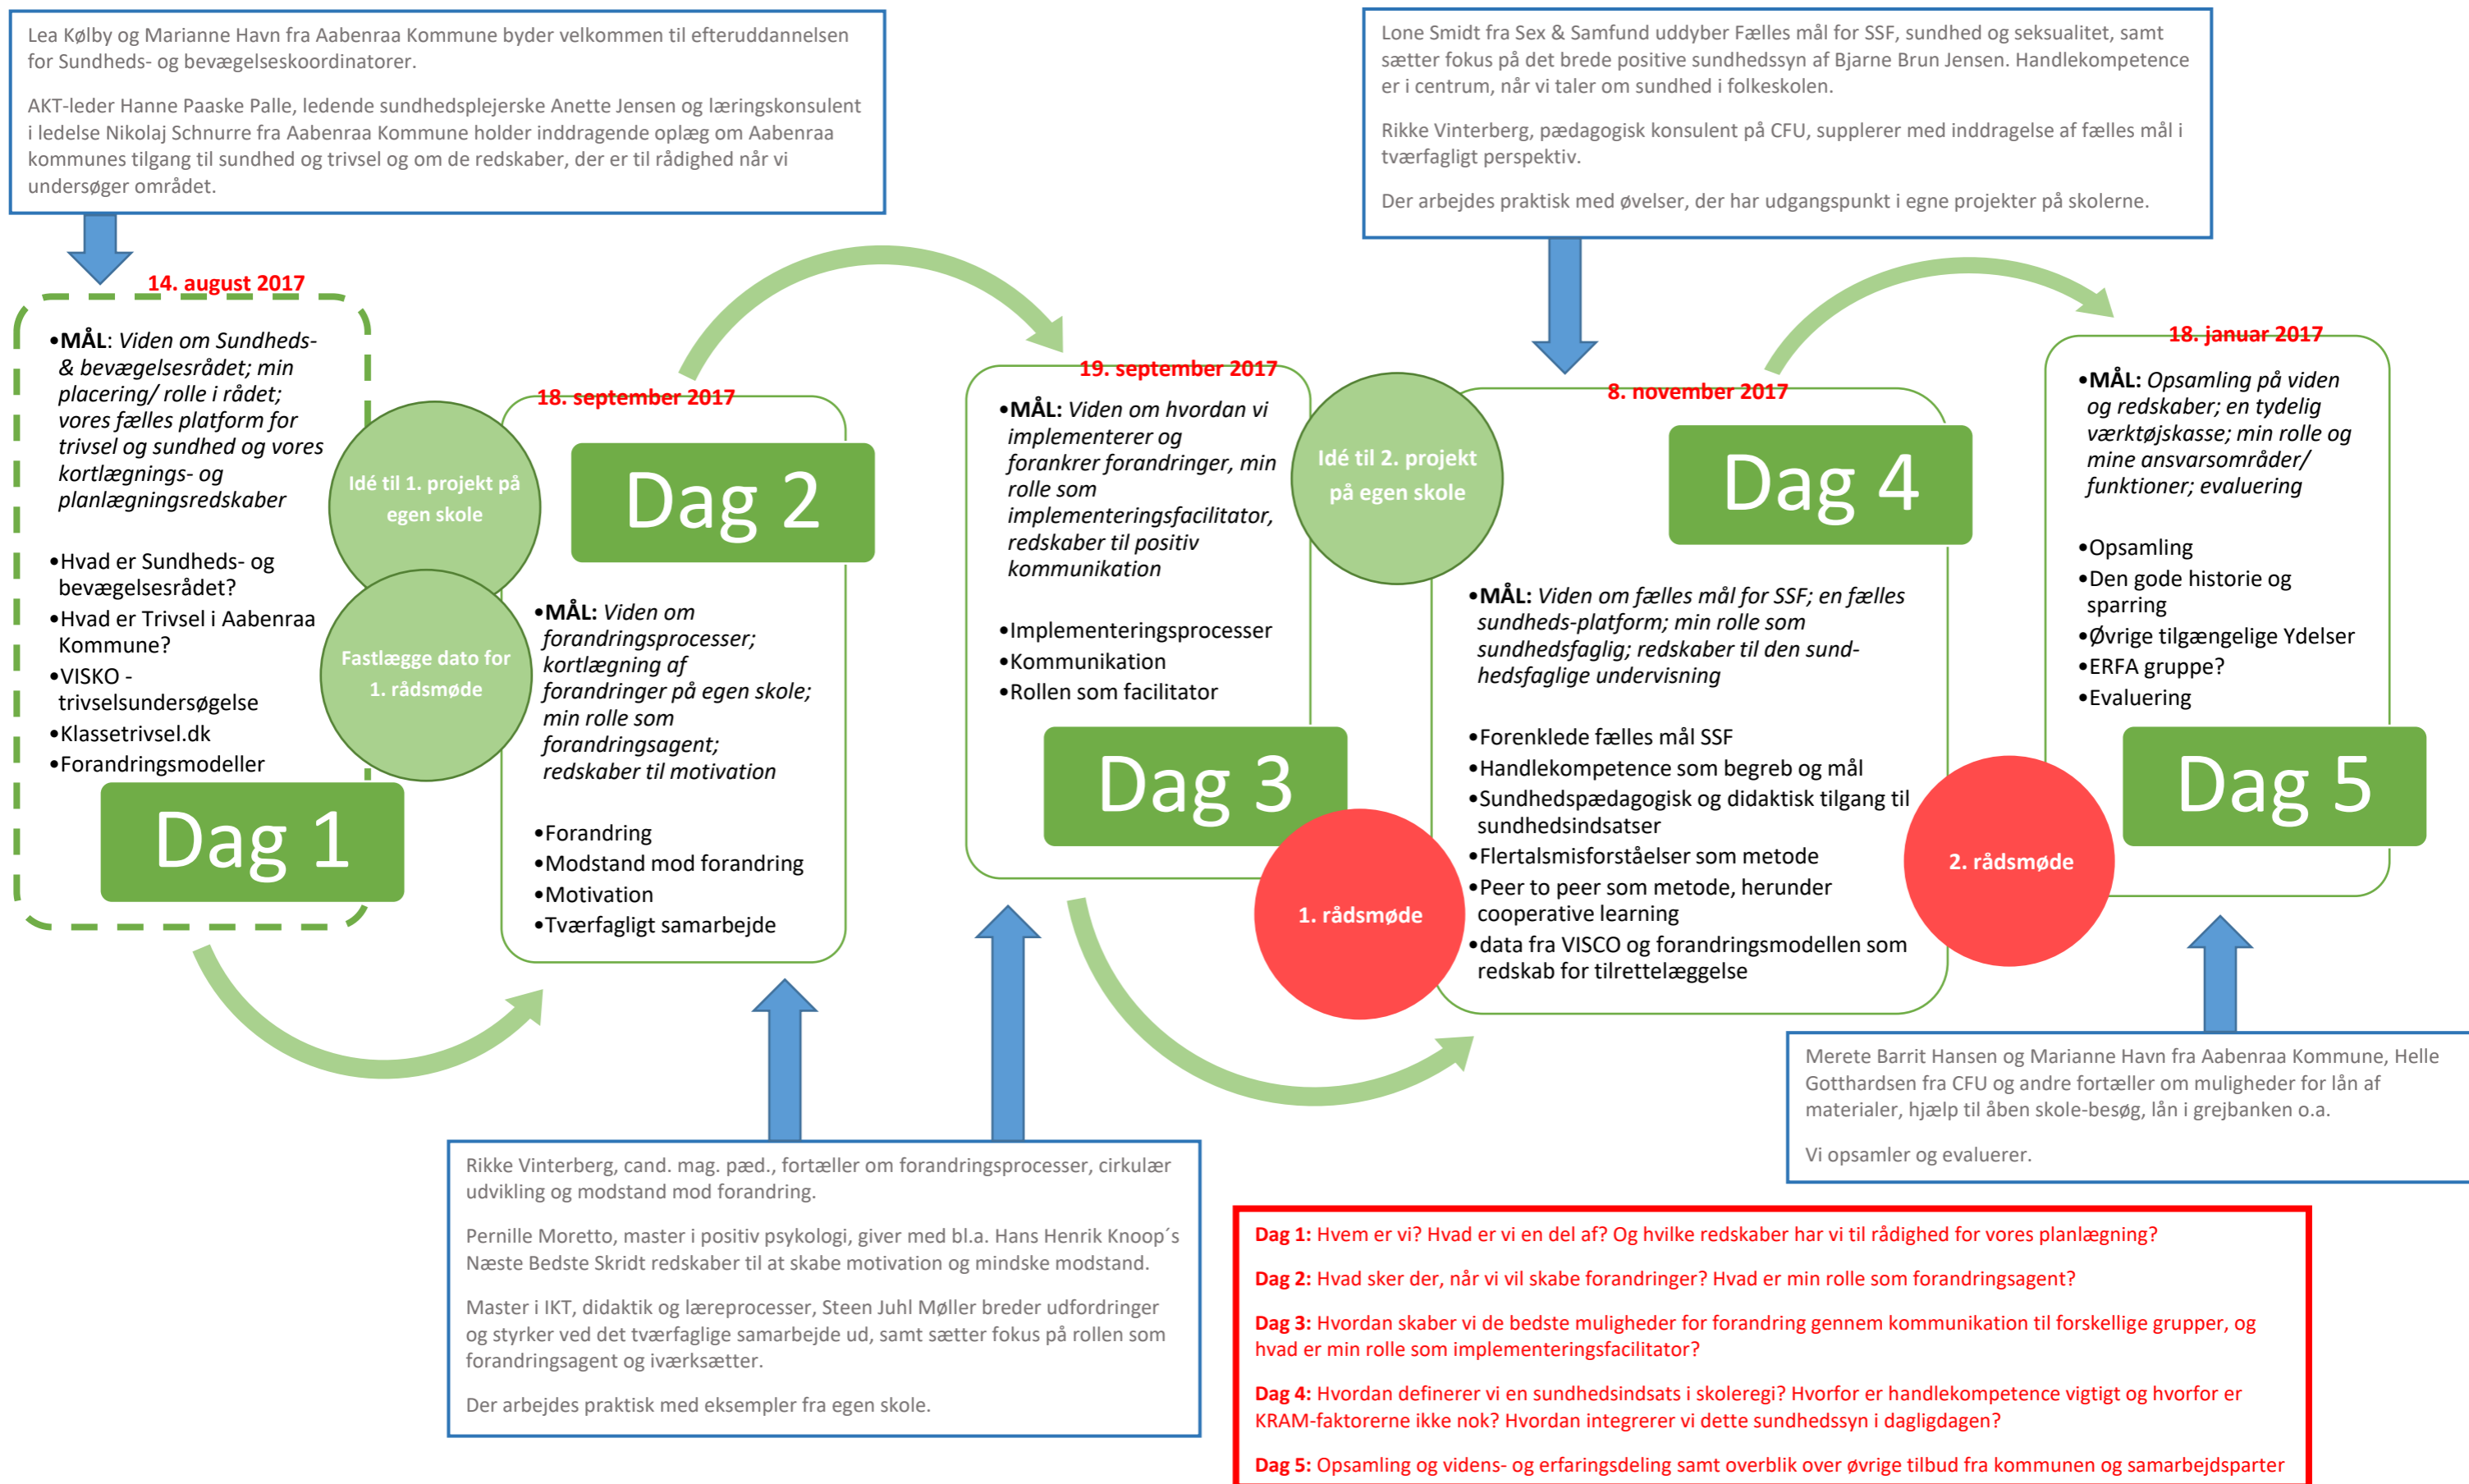 Lea Kølby og Marianne Havn fra Aabenraa Kommune byder velkommen til efteruddannelsen
for Sundheds- og bevægelseskoordinatorer.
AKT-leder Hanne Paaske Palle, ledende sundhedsplejerske Anette Jensen og læringskonsulent
i ledelse Nikolaj Schnurre fra Aabenraa Kommune holder inddragende oplæg om Aabenraa
kommunes tilgang til sundhed og trivsel og om de redskaber, der er til rådighed når vi
undersøger området.
Lone Smidt fra Sex & Samfund uddyber Fælles mål for SSF, sundhed og seksualitet, samt
sætter fokus på det brede positive sundhedssyn af Bjarne Brun Jensen. Handlekompetence
er i centrum, når vi taler om sundhed i folkeskolen.
Rikke Vinterberg, pædagogisk konsulent på CFU, supplerer med inddragelse af fælles mål i
tværfagligt perspektiv.
Der arbejdes praktisk med øvelser, der har udgangspunkt i egne projekter på skolerne.
14. august 2017
•MÅL: Viden om Sundheds-
& bevægelsesrådet; min
placering/ rolle i rådet;
vores fælles platform for
trivsel og sundhed og vores
kortlægnings- og
planlægningsredskaber
•Hvad er Sundheds- og
bevægelsesrådet?
•Hvad er Trivsel i Aabenraa
Kommune?
•VISKO -
trivselsundersøgelse
•Klassetrivsel.dk
•Forandringsmodeller
Dag 1
Idé til 1. projekt på
egen skole
Fastlægge dato for
1. rådsmøde
18. september 2017
Dag 2
•MÅL: Viden om
forandringsprocesser;
kortlægning af
forandringer på egen skole;
min rolle som
forandringsagent;
redskaber til motivation
•Forandring
•Modstand mod forandring
•Motivation
•Tværfagligt samarbejde
19. september 2017
•MÅL: Viden om hvordan vi
implementerer og
forankrer forandringer, min
rolle som
implementeringsfacilitator,
redskaber til positiv
kommunikation
•Implementeringsprocesser
•Kommunikation
•Rollen som facilitator
Dag 3
Idé til 2. projekt
på egen skole
1. rådsmøde
8. november 2017
Dag 4
•MÅL: Viden om fælles mål for SSF; en fælles
sundheds-platform; min rolle som
sundhedsfaglig; redskaber til den sund-
hedsfaglige undervisning
•Forenklede fælles mål SSF
•Handlekompetence som begreb og mål
•Sundhedspædagogisk og didaktisk tilgang til
sundhedsindsatser
•Flertalsmisforståelser som metode
•Peer to peer som metode, herunder
cooperative learning
•data fra VISCO og forandringsmodellen som
redskab for tilrettelæggelse
2. rådsmøde
18. januar 2017
•MÅL: Opsamling på viden
og redskaber; en tydelig
værktøjskasse; min rolle og
mine ansvarsområder/
funktioner; evaluering
•Opsamling
•Den gode historie og
sparring
•Øvrige tilgængelige Ydelser
•ERFA gruppe?
•Evaluering
Dag 5
Rikke Vinterberg, cand. mag. pæd., fortæller om forandringsprocesser, cirkulær
udvikling og modstand mod forandring.
Pernille Moretto, master i positiv psykologi, giver med bl.a. Hans Henrik Knoop´s
Næste Bedste Skridt redskaber til at skabe motivation og mindske modstand.
Master i IKT, didaktik og læreprocesser, Steen Juhl Møller breder udfordringer
og styrker ved det tværfaglige samarbejde ud, samt sætter fokus på rollen som
forandringsagent og iværksætter.
Der arbejdes praktisk med eksempler fra egen skole.
Merete Barrit Hansen og Marianne Havn fra Aabenraa Kommune, Helle
Gotthardsen fra CFU og andre fortæller om muligheder for lån af
materialer, hjælp til åben skole-besøg, lån i grejbanken o.a.
Vi opsamler og evaluerer.
Dag 1: Hvem er vi? Hvad er vi en del af? Og hvilke redskaber har vi til rådighed for vores planlægning?
Dag 2: Hvad sker der, når vi vil skabe forandringer? Hvad er min rolle som forandringsagent?
Dag 3: Hvordan skaber vi de bedste muligheder for forandring gennem kommunikation til forskellige grupper, og
hvad er min rolle som implementeringsfacilitator?
Dag 4: Hvordan definerer vi en sundhedsindsats i skoleregi? Hvorfor er handlekompetence vigtigt og hvorfor er
KRAM-faktorerne ikke nok? Hvordan integrerer vi dette sundhedssyn i dagligdagen?
Dag 5: Opsamling og videns- og erfaringsdeling samt overblik over øvrige tilbud fra kommunen og samarbejdsparter